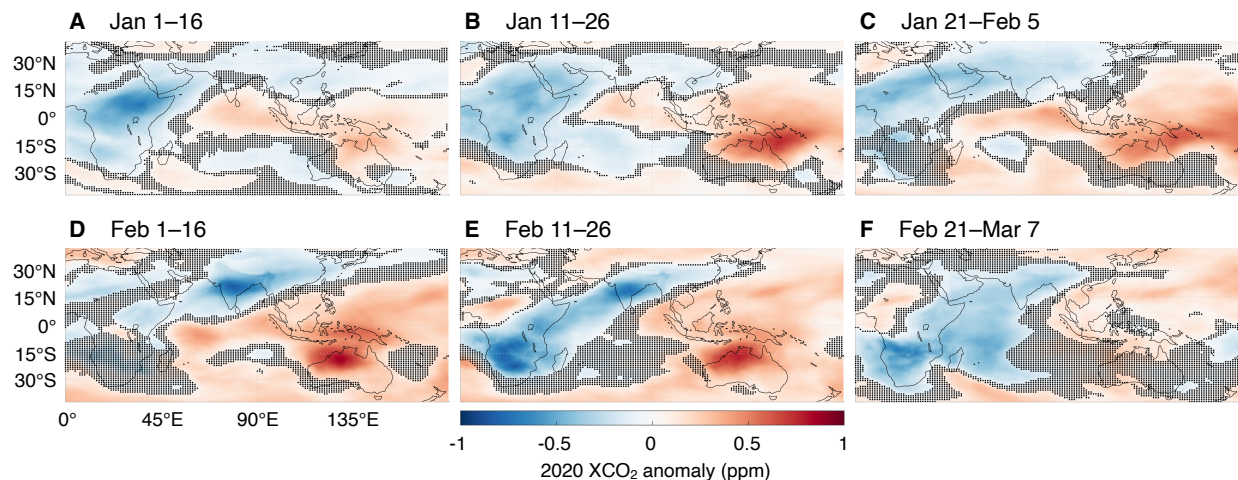 A Jan 1–16
B Jan 11–26
C Jan 21–Feb 5
30°N
15°N
0°
15°S
30°S
D Feb 1–16
E Feb 11–26
F Feb 21–Mar 7
30°N
15°N
0°
15°S
30°S
0° 45°E 90°E 135°E
-1 -0.5 0 0.5 1
2020 XCO₂ anomaly (ppm)